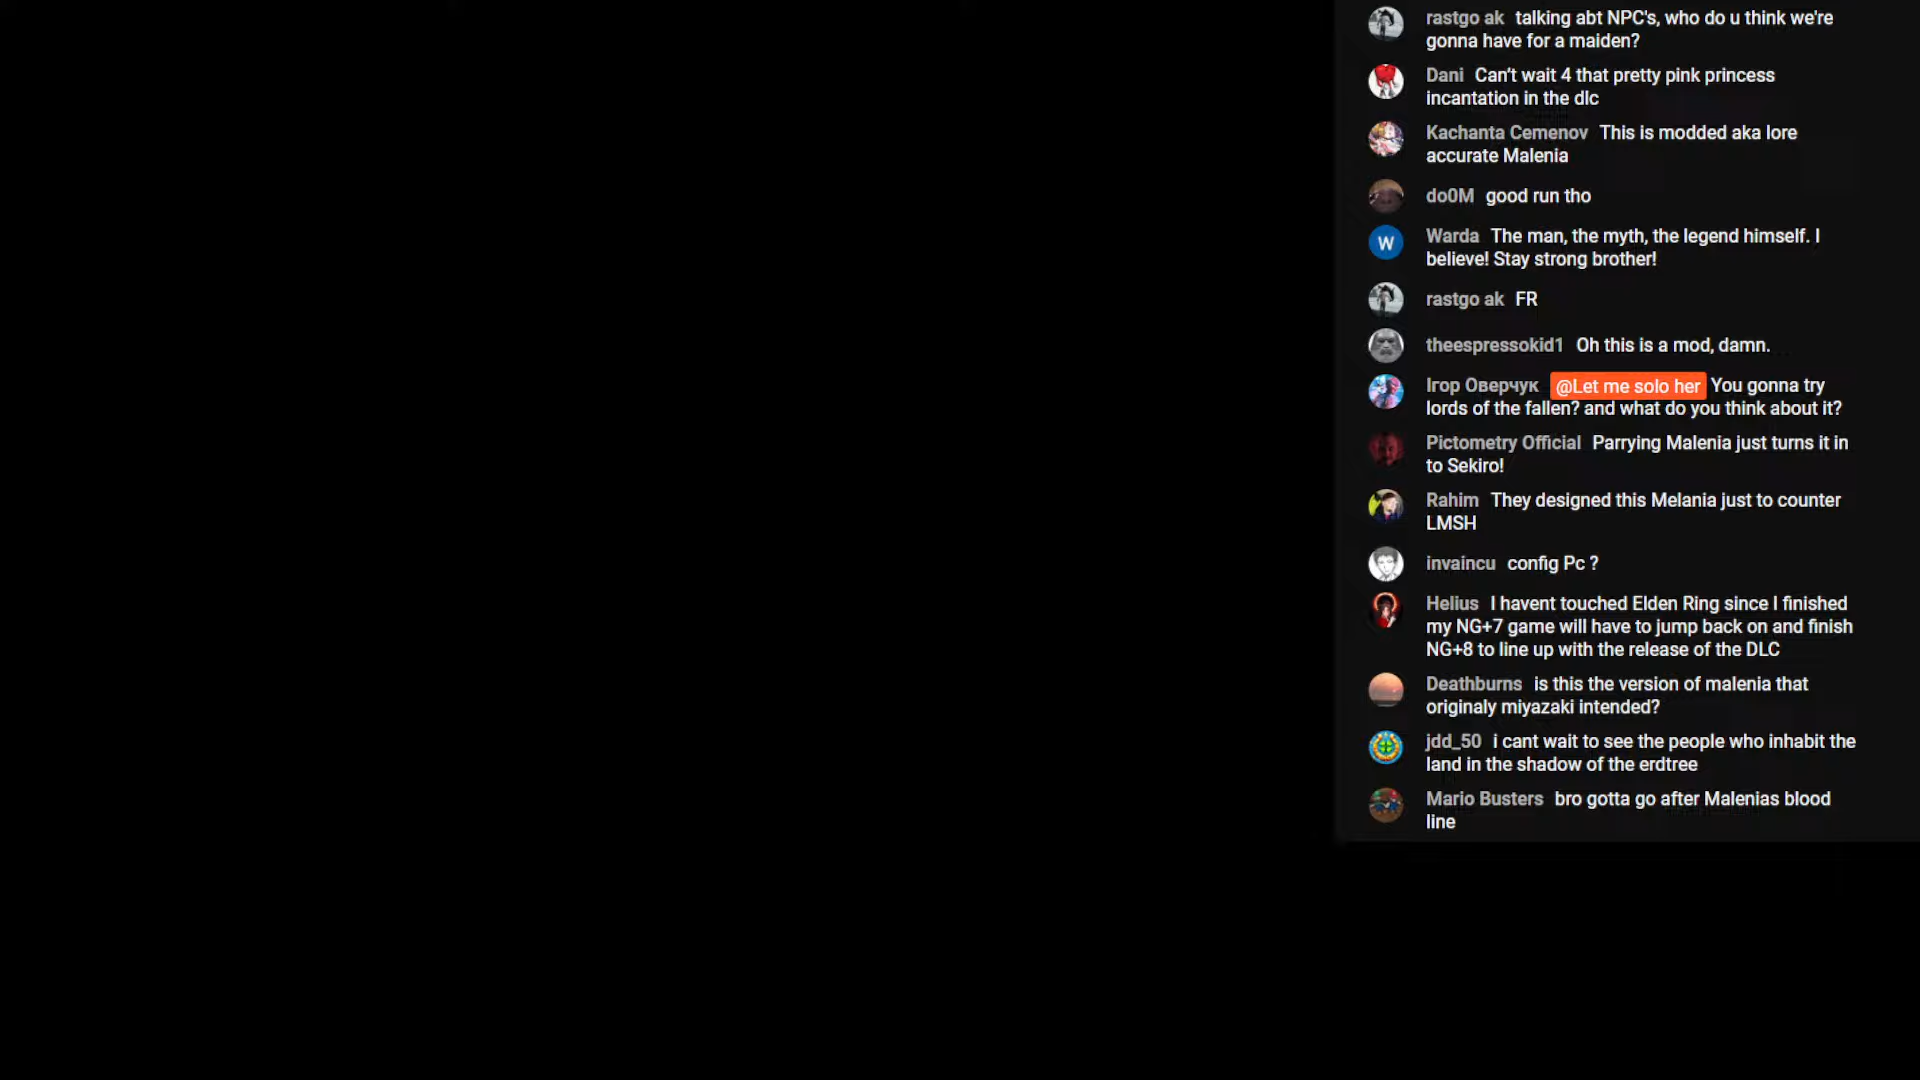 rastgo ak talking abt NPC's, who do u think we're
gonna have for a maiden?
Dani Can't wait 4 that pretty pink princess
incantation in the dlc
Kachanta Cemenov This is modded aka lore
accurate Malenia
do0M good run tho
W Warda The man, the myth, the legend himself. I
believe! Stay strong brother!
rastgo ak FR
theespressokid1 Oh this is a mod, damn.
Ігор Оверчук @Let me solo her You gonna try
lords of the fallen? and what do you think about it?
Pictometry Official Parrying Malenia just turns it in
to Sekiro!
Rahim They designed this Melania just to counter
LMSH
invaincu config Pc ?
Helius I havent touched Elden Ring since I finished
my NG+7 game will have to jump back on and finish
NG+8 to line up with the release of the DLC
Deathburns is this the version of malenia that
originaly miyazaki intended?
jdd_50 i cant wait to see the people who inhabit the
land in the shadow of the erdtree
Mario Busters bro gotta go after Malenias blood
line